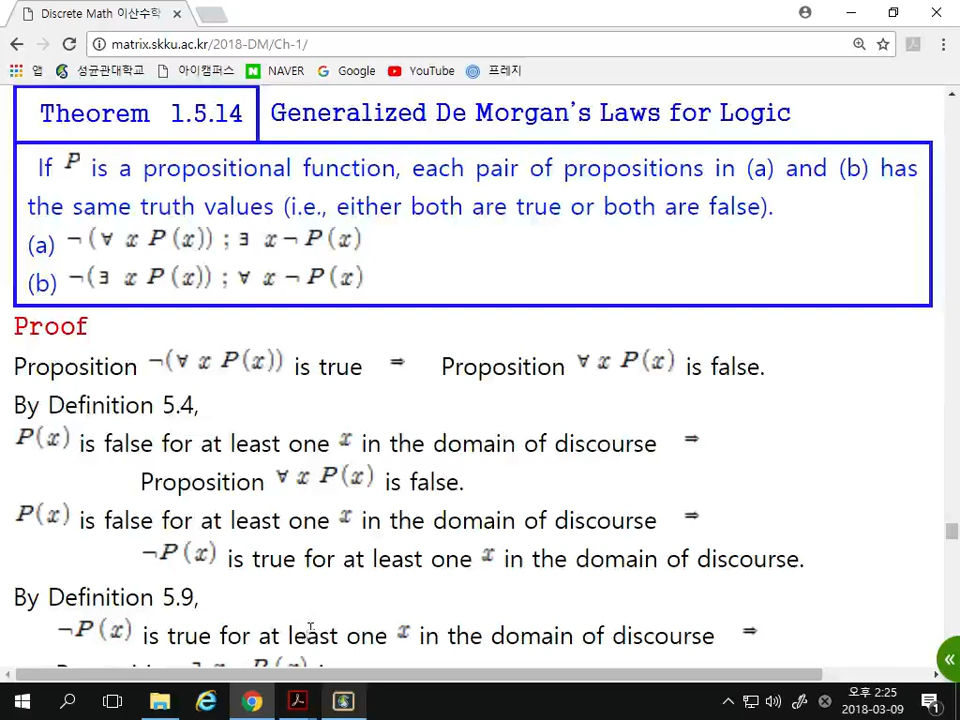 Discrete Math 이산수학
matrix.skku.ac.kr/2018-DM/Ch-1/
앱 성균관대학교 아이캠퍼스 NAVER Google YouTube 프레지
Theorem 1.5.14 Generalized De Morgan's Laws for Logic
If P is a propositional function, each pair of propositions in (a) and (b) has
the same truth values (i.e., either both are true or both are false).
(a) ¬(∀ x P(x)) ; ∃ x¬P(x)
(b) ¬(∃ x P(x)) ; ∀ x ¬P(x)
Proof
Proposition ¬(∀ x P(x)) is true ⇒ Proposition ∀ x P(x) is false.
By Definition 5.4,
P(x) is false for at least one x in the domain of discourse ⇒
Proposition ∀ x P(x) is false.
P(x) is false for at least one x in the domain of discourse ⇒
¬P(x) is true for at least one x in the domain of discourse.
By Definition 5.9,
¬P(x) is true for at least one x in the domain of discourse ⇒
오후 2:25
2018-03-09
1